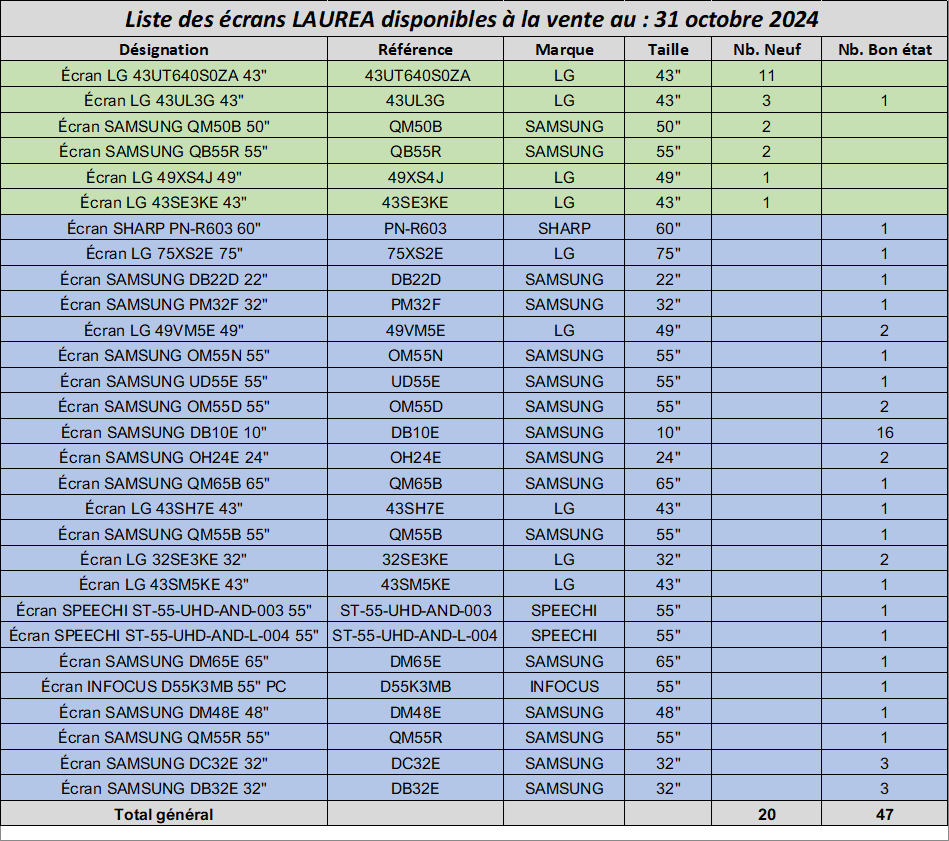 Liste des écrans LAUREA disponibles à la vente au : 31 octobre 2024
Désignation Référence Marque Taille Nb. Neuf Nb. Bon état
Écran LG 43UT640S0ZA 43" 43UT640S0ZA LG 43" 11
Écran LG 43UL3G 43" 43UL3G LG 43" 3 1
Écran SAMSUNG QM50B 50" QM50B SAMSUNG 50" 2
Écran SAMSUNG QB55R 55" QB55R SAMSUNG 55" 2
Écran LG 49XS4J 49" 49XS4J LG 49" 1
Écran LG 43SE3KE 43" 43SE3KE LG 43" 1
Écran SHARP PN-R603 60" PN-R603 SHARP 60" 1
Écran LG 75XS2E 75" 75XS2E LG 75" 1
Écran SAMSUNG DB22D 22" DB22D SAMSUNG 22" 1
Écran SAMSUNG PM32F 32" PM32F SAMSUNG 32" 1
Écran LG 49VM5E 49" 49VM5E LG 49" 2
Écran SAMSUNG OM55N 55" OM55N SAMSUNG 55" 1
Écran SAMSUNG UD55E 55" UD55E SAMSUNG 55" 1
Écran SAMSUNG OM55D 55" OM55D SAMSUNG 55" 2
Écran SAMSUNG DB10E 10" DB10E SAMSUNG 10" 16
Écran SAMSUNG OH24E 24" OH24E SAMSUNG 24" 2
Écran SAMSUNG QM65B 65" QM65B SAMSUNG 65" 1
Écran LG 43SH7E 43" 43SH7E LG 43" 1
Écran SAMSUNG QM55B 55" QM55B SAMSUNG 55" 1
Écran LG 32SE3KE 32" 32SE3KE LG 32" 2
Écran LG 43SM5KE 43" 43SM5KE LG 43" 1
Écran SPEECHI ST-55-UHD-AND-003 55" ST-55-UHD-AND-003 SPEECHI 55" 1
Écran SPEECHI ST-55-UHD-AND-L-004 55" ST-55-UHD-AND-L-004 SPEECHI 55" 1
Écran SAMSUNG DM65E 65" DM65E SAMSUNG 65" 1
Écran INFOCUS D55K3MB 55" PC D55K3MB INFOCUS 55" 1
Écran SAMSUNG DM48E 48" DM48E SAMSUNG 48" 1
Écran SAMSUNG QM55R 55" QM55R SAMSUNG 55" 1
Écran SAMSUNG DC32E 32" DC32E SAMSUNG 32" 3
Écran SAMSUNG DB32E 32" DB32E SAMSUNG 32" 3
Total général 20 47